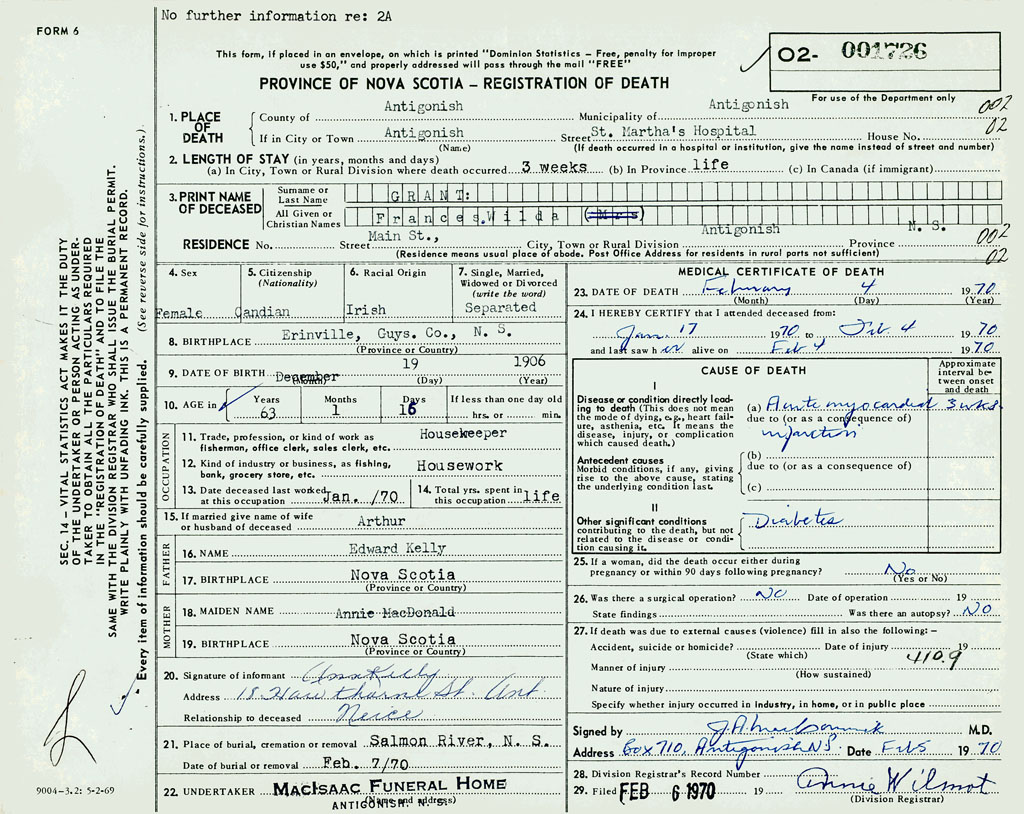 No further information re: 2A
FORM 6
This form, if placed in an envelope, on which is printed "Dominion Statistics – Free, penalty for improper
use $50," and properly addressed will pass through the mail "FREE"
02- 001726
PROVINCE OF NOVA SCOTIA – REGISTRATION OF DEATH
For use of the Department only
1. PLACE OF DEATH
County of Antigonish Municipality of Antigonish 002
If in City or Town Antigonish Street St. Martha's Hospital House No. 02
(Name) (If death occurred in a hospital or institution, give the name instead of street and number)
2. LENGTH OF STAY (in years, months and days)
(a) In City, Town or Rural Division where death occurred 3 weeks (b) In Province life (c) In Canada (if immigrant)
3. PRINT NAME OF DECEASED
Surname or Last Name GRANT:
All Given or Christian Names Frances.Wilda (Mrs)
RESIDENCE No. Street Main St., City, Town or Rural Division Antigonish Province N. S. 002
(Residence means usual place of abode. Post Office Address for residents in rural parts not sufficient) 02
4. Sex
Female
5. Citizenship
(Nationality)
Candian
6. Racial Origin
Irish
7. Single, Married,
Widowed or Divorced
(write the word)
Separated
8. BIRTHPLACE Erinville, Guys. Co., N. S.
(Province or Country)
9. DATE OF BIRTH December 19 1906
(Month) (Day) (Year)
10. AGE in
Years 63
Months 1
Days 16
If less than one day old
hrs. or min.
OCCUPATION
11. Trade, profession, or kind of work as
fisherman, office clerk, sales clerk, etc. Housekeeper
12. Kind of industry or business, as fishing,
bank, grocery store, etc. Housework
13. Date deceased last worked
at this occupation Jan. /70
14. Total yrs. spent in
this occupation life
15. If married give name of wife
or husband of deceased Arthur
FATHER
16. NAME Edward Kelly
17. BIRTHPLACE Nova Scotia
(Province or Country)
MOTHER
18. MAIDEN NAME Annie MacDonald
19. BIRTHPLACE Nova Scotia
(Province or Country)
20. Signature of informant Ann Kelly
Address 18 Hawthorne St. Ant.
Relationship to deceased Neice
21. Place of burial, cremation or removal Salmon River, N. S.
Date of burial or removal Feb. 7/70
22. UNDERTAKER MacIsaac Funeral Home
ANTIGONISH, N. S.
(Name and address)
MEDICAL CERTIFICATE OF DEATH
23. DATE OF DEATH February 4 1970
(Month) (Day) (Year)
24. I HEREBY CERTIFY that I attended deceased from:
Jan. 17 1970 to Feb. 4 1970
and last saw her alive on Feb 4 1970
CAUSE OF DEATH
Approximate
interval be-
tween onset
and death
I
Disease or condition directly lead-
ing to death (This does not mean
the mode of dying, e.g., heart failure,
asthenia, etc. It means the
disease, injury, or complication
which caused death.)
(a) Acute myocardial 3 wks.
due to (or as a consequence of)
infarction
Antecedent causes
Morbid conditions, if any, giving
rise to the above cause, stating
the underlying condition last.
(b)
due to (or as a consequence of)
(c)
II
Other significant conditions
contributing to the death, but not
related to the disease or condi-
tion causing it.
Diabetes
25. If a woman, did the death occur either during
pregnancy or within 90 days following pregnancy? No
(Yes or No)
26. Was there a surgical operation? NO Date of operation 19
State findings Was there an autopsy? NO
27. If death was due to external causes (violence) fill in also the following: –
Accident, suicide or homicide? Date of injury 19
(State which) 410.9
Manner of injury
(How sustained)
Nature of injury
Specify whether injury occurred in industry, in home, or in public place
Signed by M.D.
Address Box 710, Antigonish NS Date Feb 5 1970
28. Division Registrar's Record Number
29. Filed FEB 6 1970 19 Annie Wilmot
(Division Registrar)
SEC. 14 – VITAL STATISTICS ACT MAKES IT THE DUTY
OF THE UNDERTAKER OR PERSON ACTING AS UNDER-
TAKER TO OBTAIN ALL THE PARTICULARS REQUIRED
IN THE "REGISTRATION OF DEATH" AND TO FILE THE
SAME WITH THE DIVISION REGISTRAR WHO SHALL ISSUE THE BURIAL PERMIT.
WRITE PLAINLY WITH UNFADING INK. THIS IS A PERMANENT RECORD.
Every item of information should be carefully supplied. (See reverse side for instructions.)
9004-3.2: 5-2-69